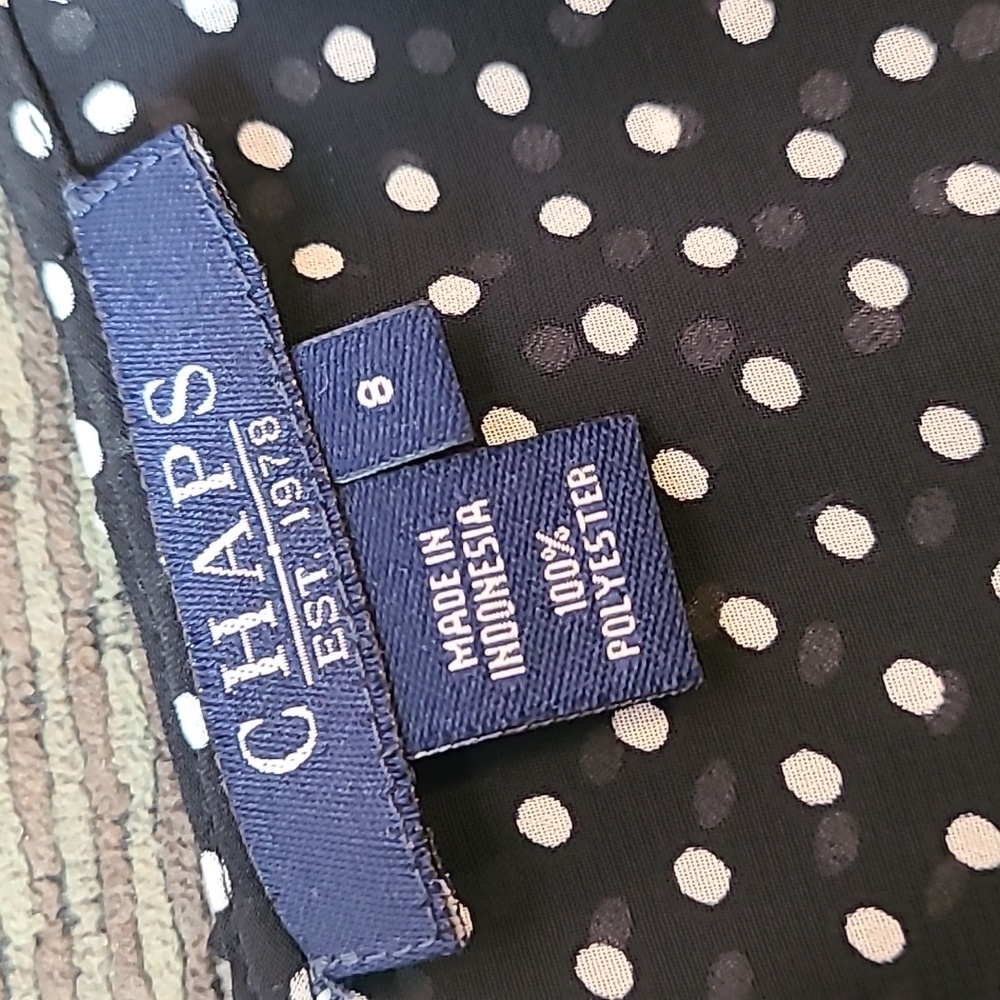 CHAPS
EST. 1978
8
MADE IN
INDONESIA
100%
POLYESTER